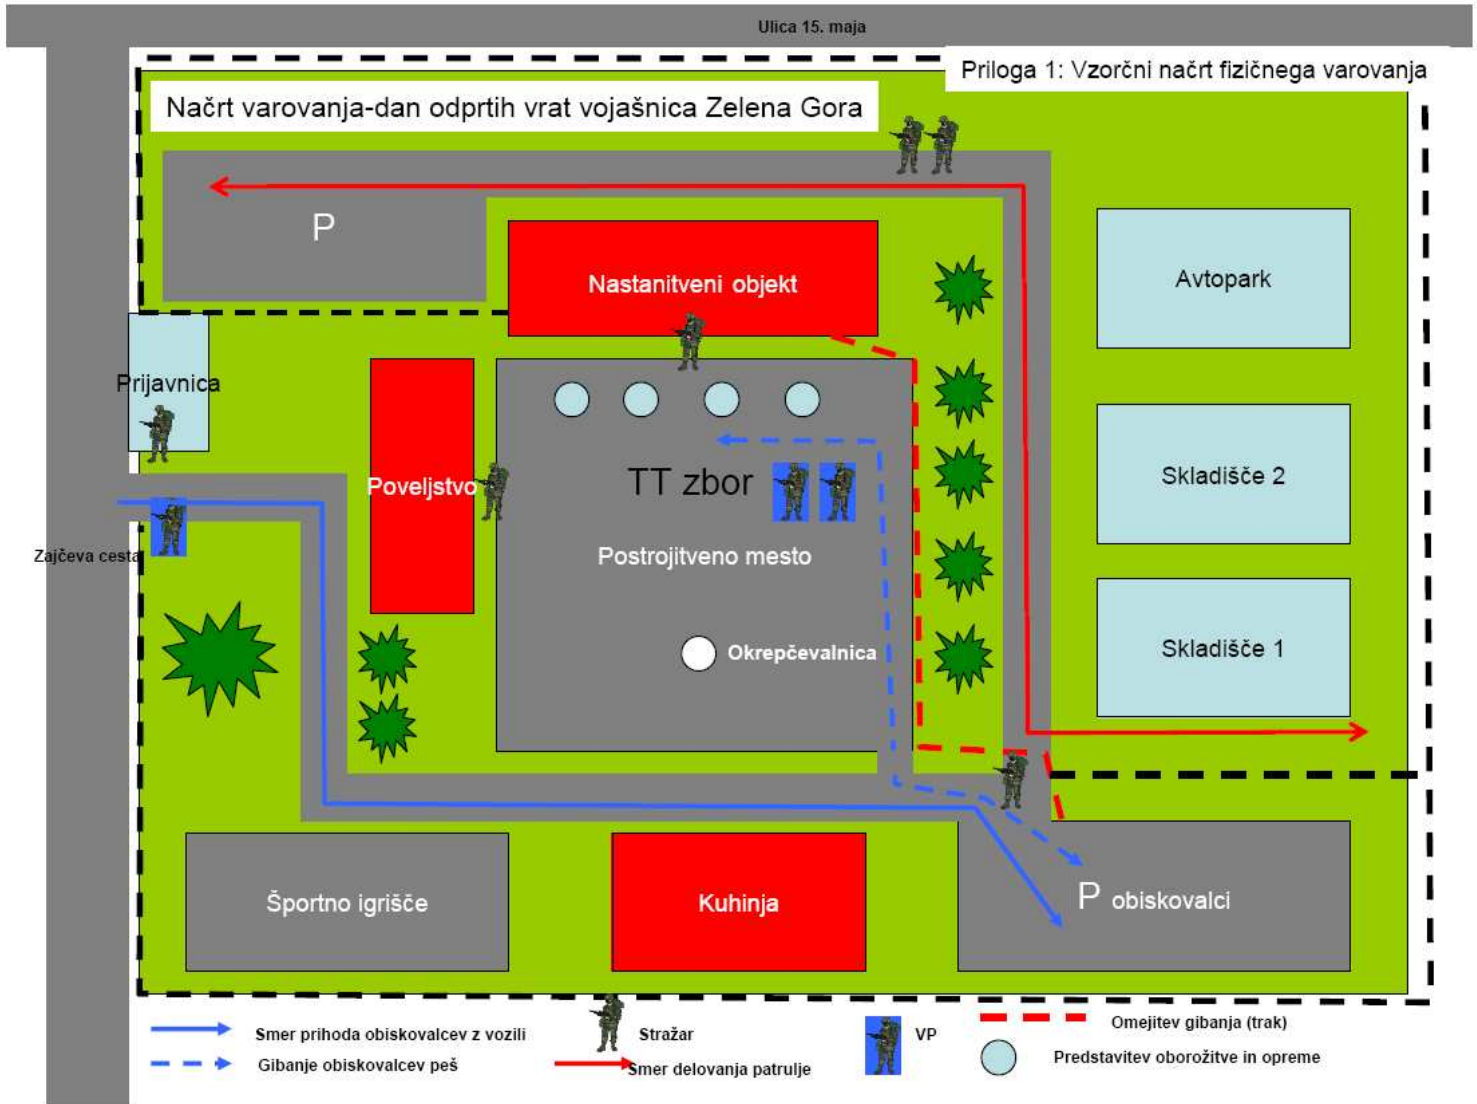 Ulica 15. maja
Priloga 1: Vzorčni načrt fizičnega varovanja
Načrt varovanja-dan odprtih vrat vojašnica Zelena Gora
P
Nastanitveni objekt
Avtopark
Prijavnica
Poveljstvo
TT zbor
Skladišče 2
Postrojitveno mesto
Zajčeva cesta
Okrepčevalnica
Skladišče 1
Športno igrišče
Kuhinja
P obiskovalci
Smer prihoda obiskovalcev z vozili
Gibanje obiskovalcev peš
Stražar
Smer delovanja patrulje
VP
Omejitev gibanja (trak)
Predstavitev oborožitve in opreme